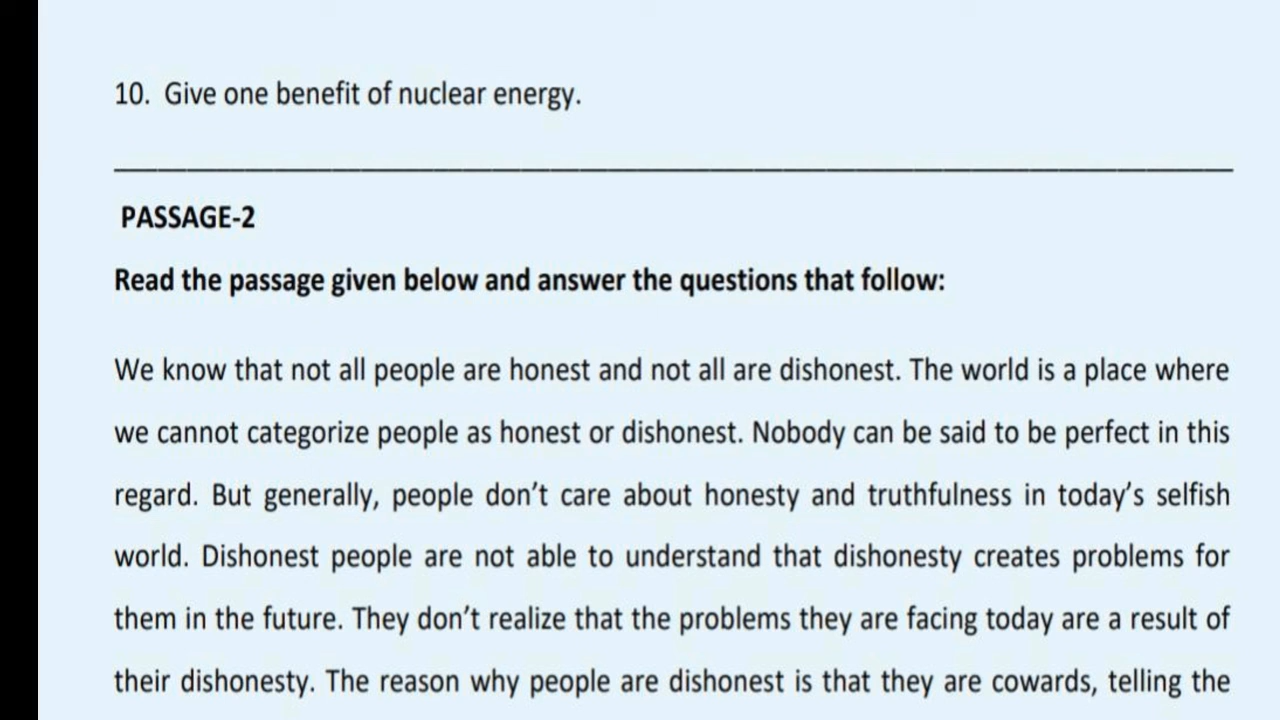 10. Give one benefit of nuclear energy.
PASSAGE-2
Read the passage given below and answer the questions that follow:
We know that not all people are honest and not all are dishonest. The world is a place where
we cannot categorize people as honest or dishonest. Nobody can be said to be perfect in this
regard. But generally, people don’t care about honesty and truthfulness in today’s selfish
world. Dishonest people are not able to understand that dishonesty creates problems for
them in the future. They don’t realize that the problems they are facing today are a result of
their dishonesty. The reason why people are dishonest is that they are cowards, telling the